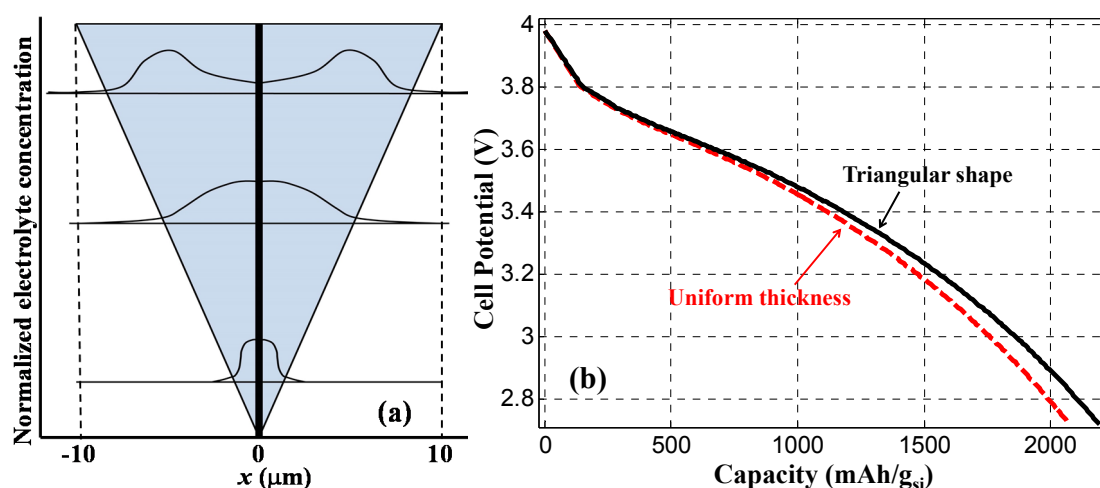 Normalized electrolyte concentration
(a)
-10
0
10
x (μm)
Cell Potential (V)
4
3.8
3.6
3.4
3.2
3
2.8
Triangular shape
Uniform thickness
(b)
0
500
1000
1500
2000
Capacity (mAh/gsi)